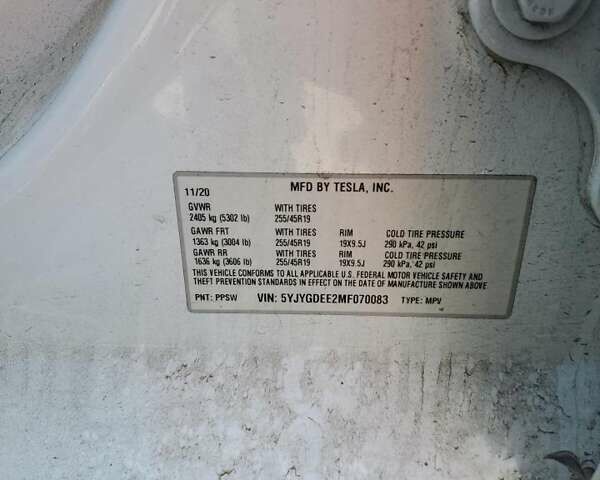 11/20 MFD BY TESLA, INC.
GVWR WITH TIRES
2405 kg (5302 lb) 255/45R19
GAWR FRT WITH TIRES RIM COLD TIRE PRESSURE
1363 kg (3004 lb) 255/45R19 19X9.5J 290 kPa, 42 psi
GAWR RR WITH TIRES RIM COLD TIRE PRESSURE
1636 kg (3606 lb) 255/45R19 19X9.5J 290 kPa, 42 psi
THIS VEHICLE CONFORMS TO ALL APPLICABLE U.S. FEDERAL MOTOR VEHICLE SAFETY AND
THEFT PREVENTION STANDARDS IN EFFECT ON THE DATE OF MANUFACTURE SHOWN ABOVE
PNT: PPSW VIN: 5YJYGDEE2MF070083 TYPE: MPV